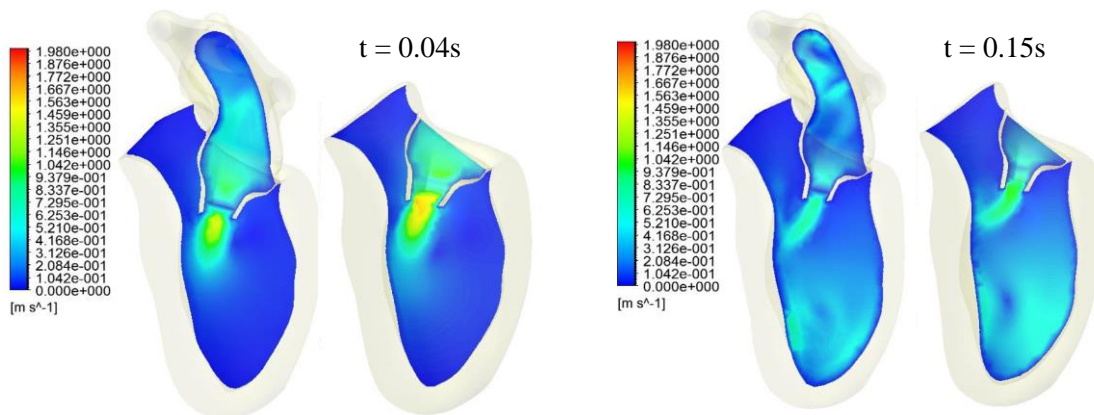 t = 0.04s
1.980e+000
1.876e+000
1.772e+000
1.667e+000
1.563e+000
1.459e+000
1.355e+000
1.251e+000
1.146e+000
1.042e+000
9.379e-001
8.337e-001
7.295e-001
6.253e-001
5.210e-001
4.168e-001
3.126e-001
2.084e-001
1.042e-001
0.000e+000
[m s^-1]
t = 0.15s
1.980e+000
1.876e+000
1.772e+000
1.667e+000
1.563e+000
1.459e+000
1.355e+000
1.251e+000
1.146e+000
1.042e+000
9.379e-001
8.337e-001
7.295e-001
6.253e-001
5.210e-001
4.168e-001
3.126e-001
2.084e-001
1.042e-001
0.000e+000
[m s^-1]